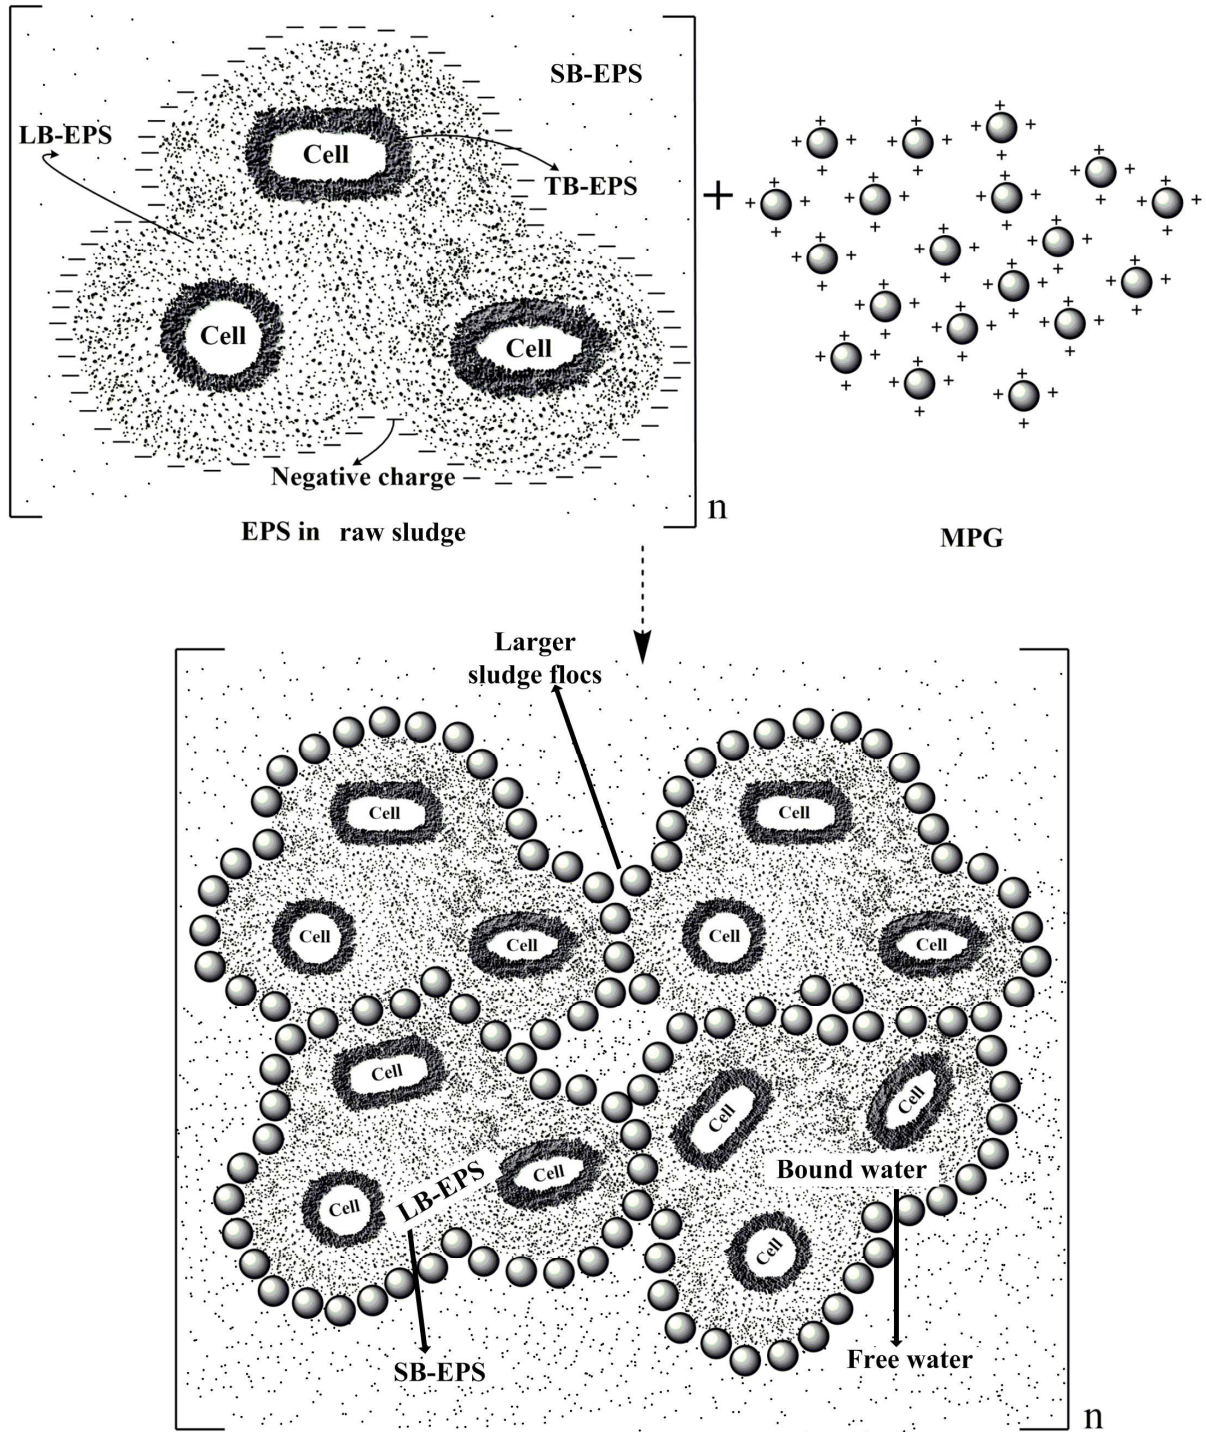 SB-EPS
LB-EPS
Cell
TB-EPS
+
Cell
Cell
Negative charge
n
EPS in raw sludge
MPG
Larger
sludge flocs
Cell
Cell
Cell
Cell
Cell
Cell
Cell
Cell
Cell
LB-EPS
Cell
Bound water
Cell
Cell
SB-EPS
Free water
n